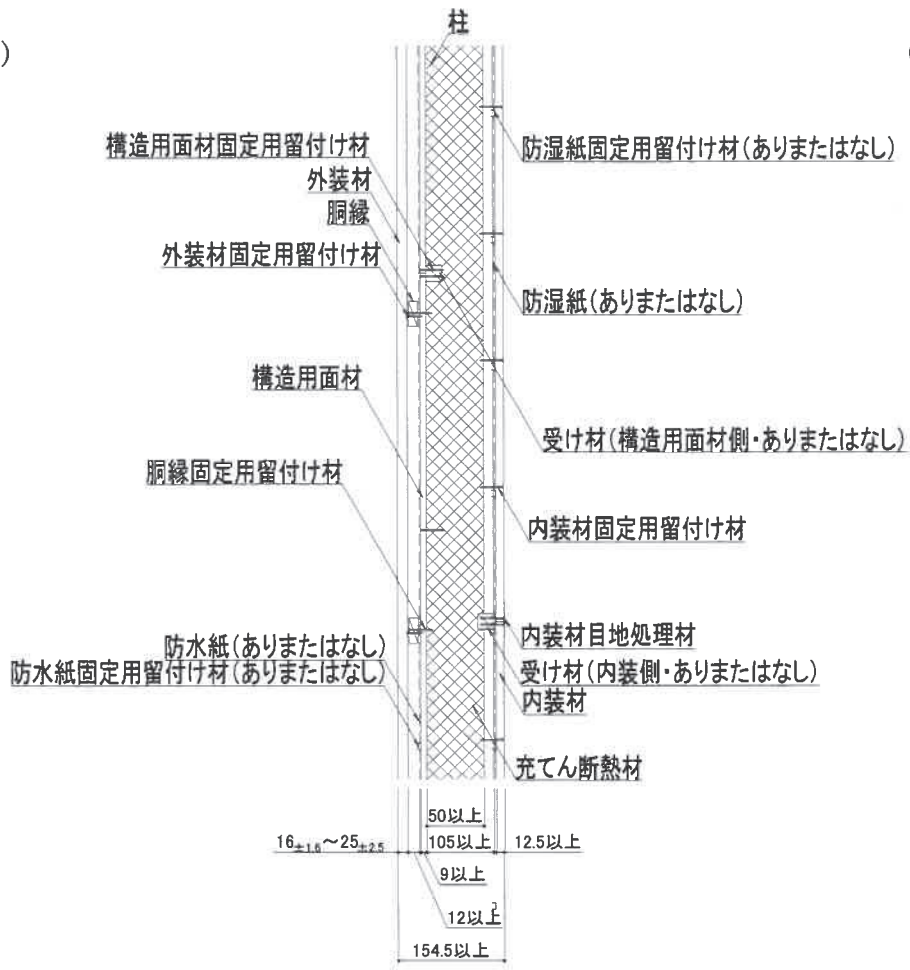 柱
)
構造用面材固定用留付け材
外装材
胴縁
外装材固定用留付け材
構造用面材
胴縁固定用留付け材
防水紙(ありまたはなし)
防水紙固定用留付け材(ありまたはなし)
防湿紙固定用留付け材(ありまたはなし)
防湿紙(ありまたはなし)
受け材(構造用面材側・ありまたはなし)
内装材固定用留付け材
内装材目地処理材
受け材(内装側・ありまたはなし)
内装材
充てん断熱材
50以上
16±1.6～25±2.5
105以上
12.5以上
9以上
12以上
154.5以上